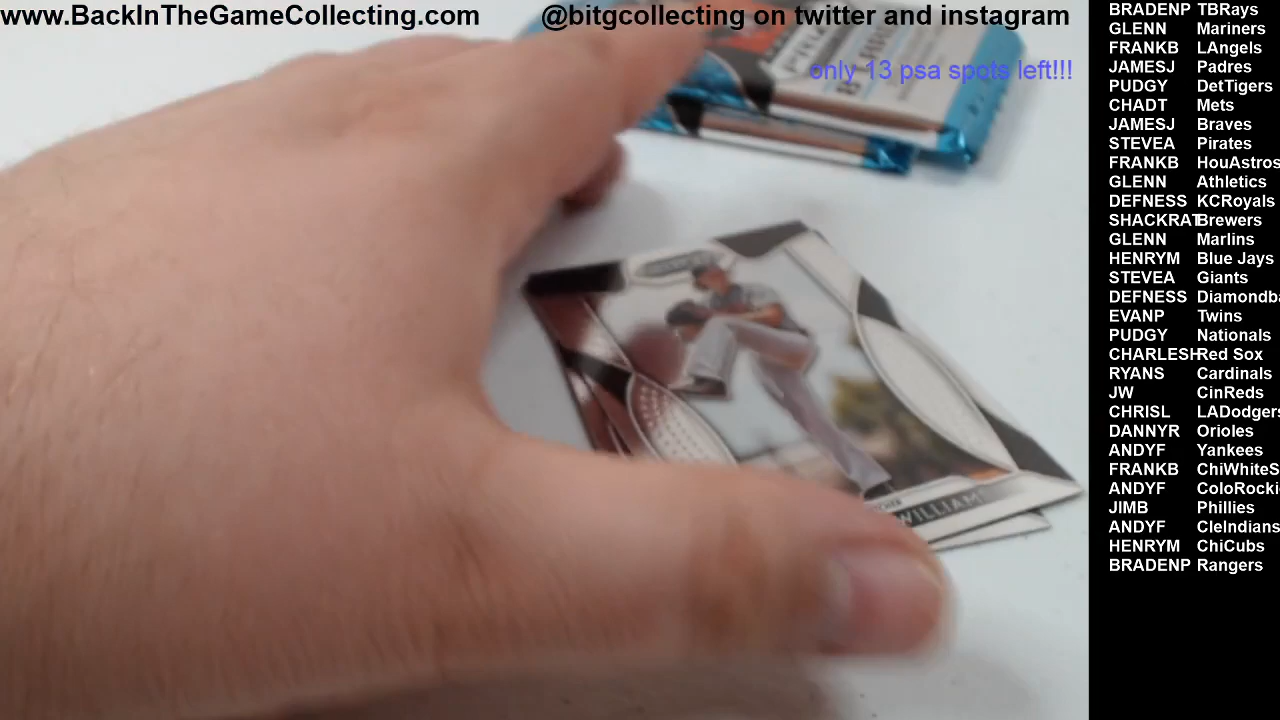 www.BackInTheGameCollecting.com
@bitgcollecting on twitter and instagram
only 13 psa spots left!!!
BRADENP TBRays
GLENN Mariners
FRANKB LAngels
JAMESJ Padres
PUDGY DetTigers
CHADT Mets
JAMESJ Braves
STEVEA Pirates
FRANKB HouAstros
GLENN Athletics
DEFNESS KCRoyals
SHACKRAT Brewers
GLENN Marlins
HENRYM Blue Jays
STEVEA Giants
DEFNESS Diamondba
EVANP Twins
PUDGY Nationals
CHARLESH Red Sox
RYANS Cardinals
JW CinReds
CHRISL LADodgers
DANNYR Orioles
ANDYF Yankees
FRANKB ChiWhiteS
ANDYF ColoRocki
JIMB Phillies
ANDYF CleIndians
HENRYM ChiCubs
BRADENP Rangers
WILLIAM